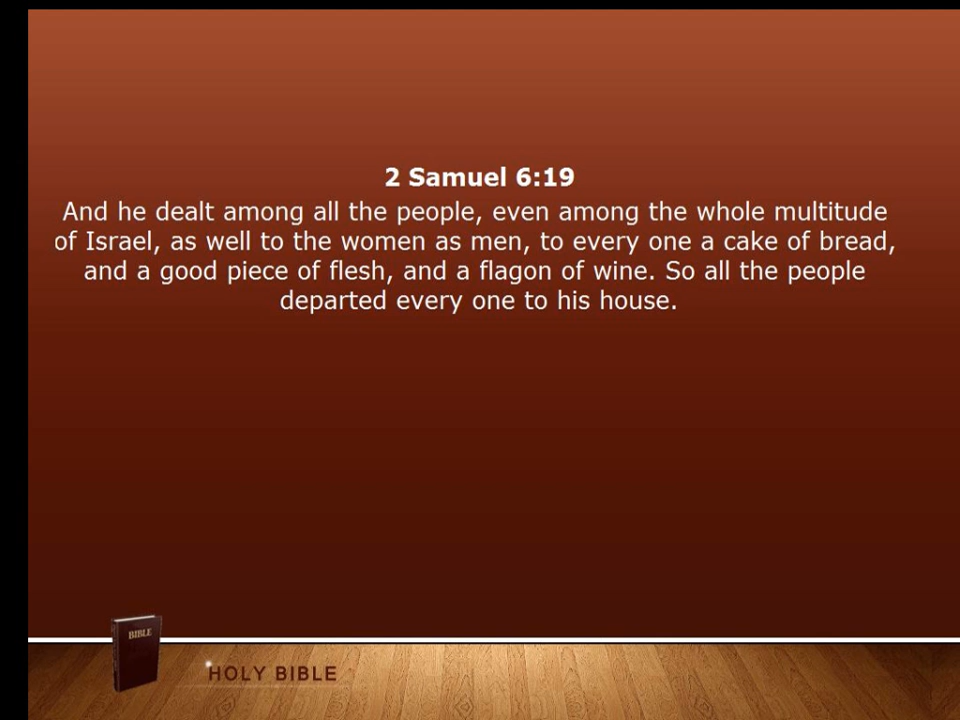 2 Samuel 6:19
And he dealt among all the people, even among the whole multitude
of Israel, as well to the women as men, to every one a cake of bread,
and a good piece of flesh, and a flagon of wine. So all the people
departed every one to his house.
BIBLE
HOLY BIBLE